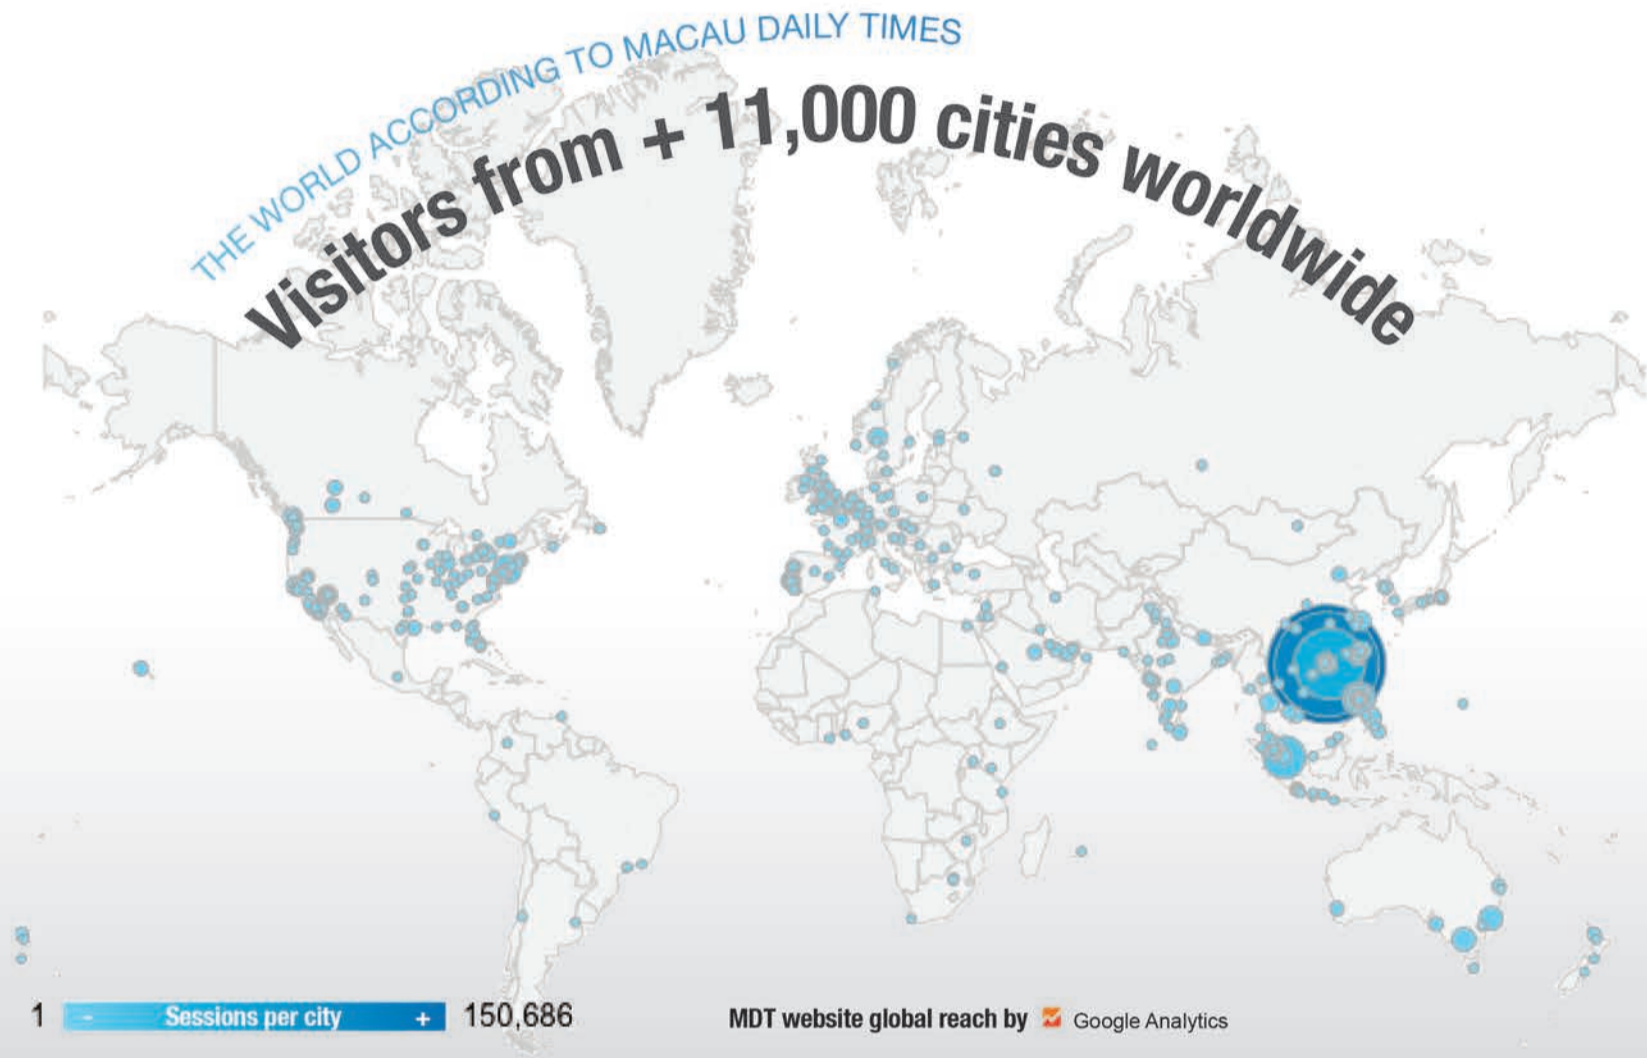 THE WORLD ACCORDING TO MACAU DAILY TIMES
Visitors from + 11,000 cities worldwide
1 - Sessions per city + 150,686
MDT website global reach by Google Analytics